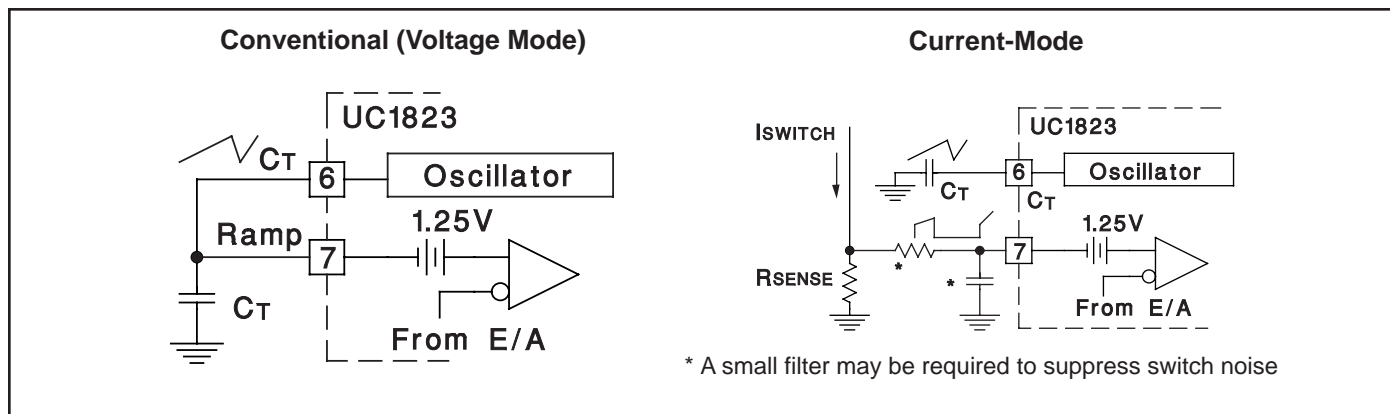 Conventional (Voltage Mode)
UC1823
CT
6
Oscillator
1.25V
Ramp
7
CT
From E/A
Current-Mode
UC1823
ISWITCH
6
Oscillator
CT
1.25V
7
RSENSE
*
*
From E/A
* A small filter may be required to suppress switch noise